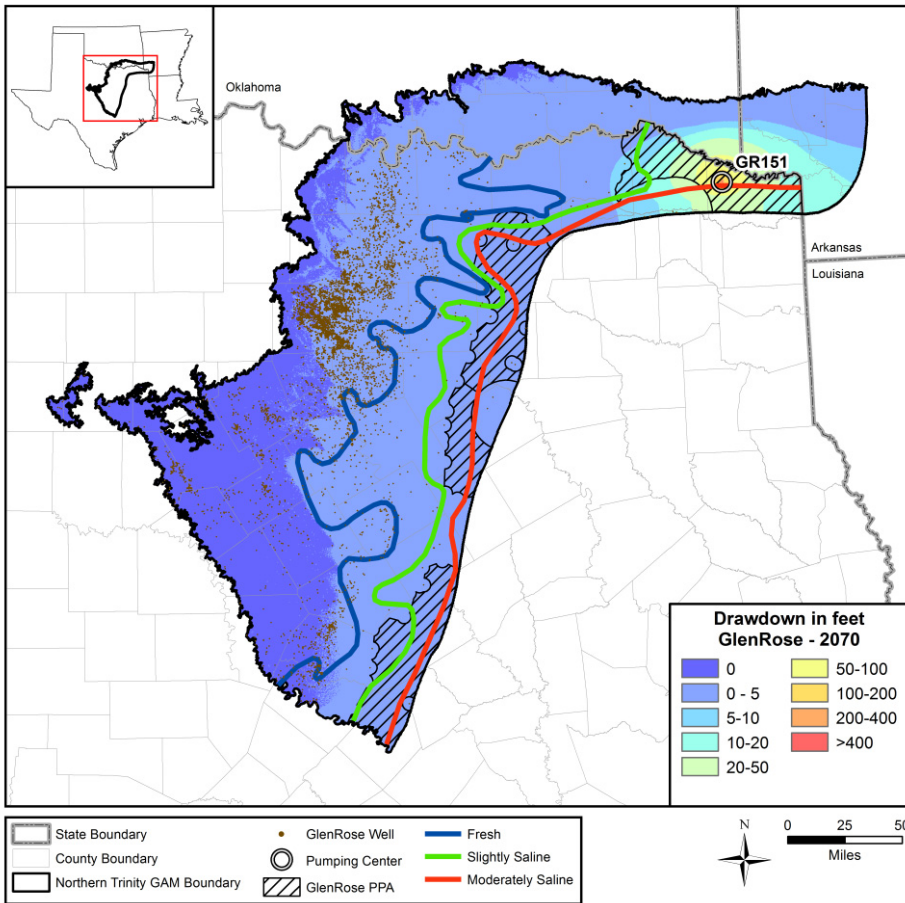 Oklahoma
GR151
Arkansas
Louisiana
Drawdown in feet
GlenRose - 2070
0
0 - 5
5-10
10-20
20-50
50-100
100-200
200-400
>400
State Boundary
County Boundary
Northern Trinity GAM Boundary
GlenRose Well
Pumping Center
GlenRose PPA
Fresh
Slightly Saline
Moderately Saline
N
0 25 50
Miles